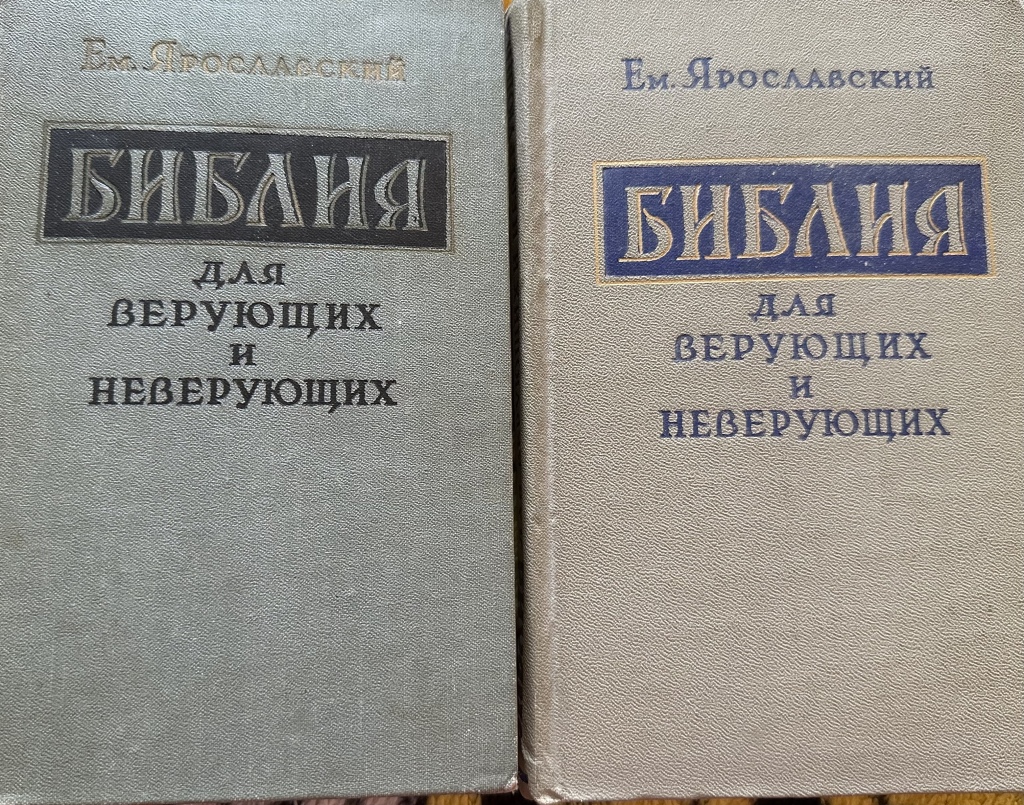 Ем. Ярославский
БИБЛИЯ
ДЛЯ
ВЕРУЮЩИХ
И
НЕВЕРУЮЩИХ
Ем. Ярославский
БИБЛИЯ
ДЛЯ
ВЕРУЮЩИХ
И
НЕВЕРУЮЩИХ